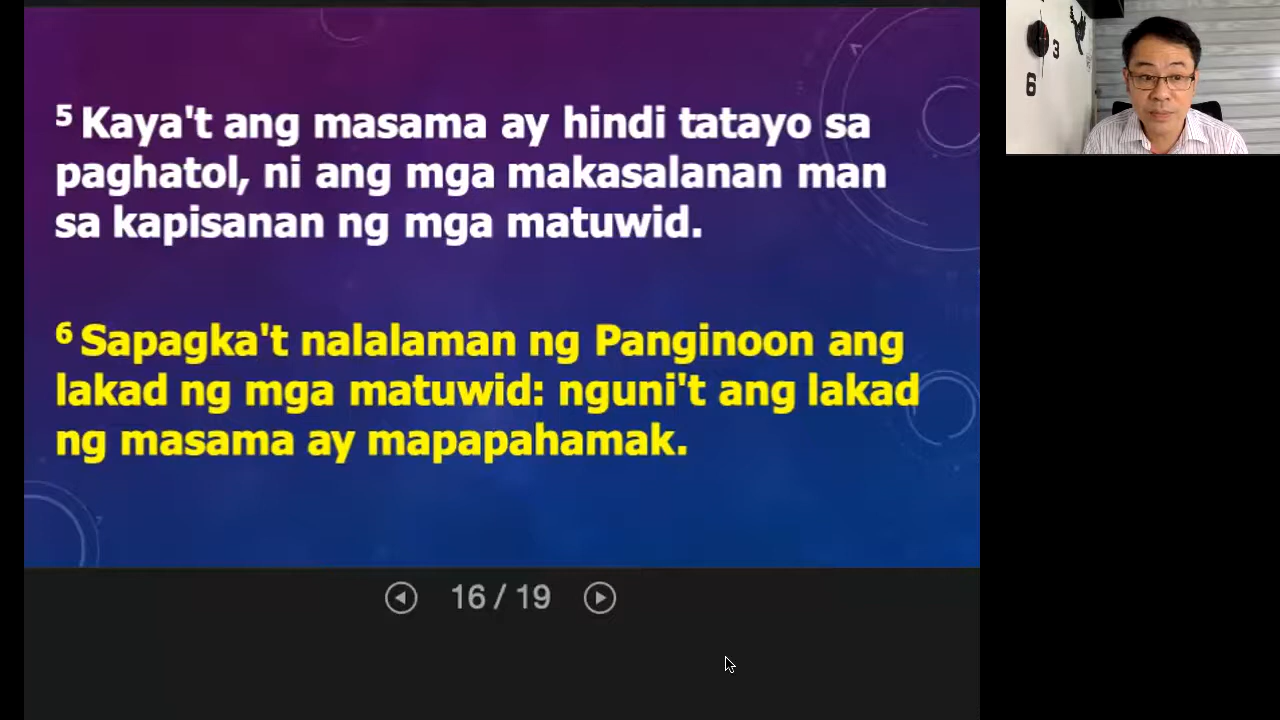 5 Kaya't ang masama ay hindi tatayo sa
paghatol, ni ang mga makasalanan man
sa kapisanan ng mga matuwid.
6 Sapagka't nalalaman ng Panginoon ang
lakad ng mga matuwid: nguni't ang lakad
ng masama ay mapapahamak.
16 / 19
3
6